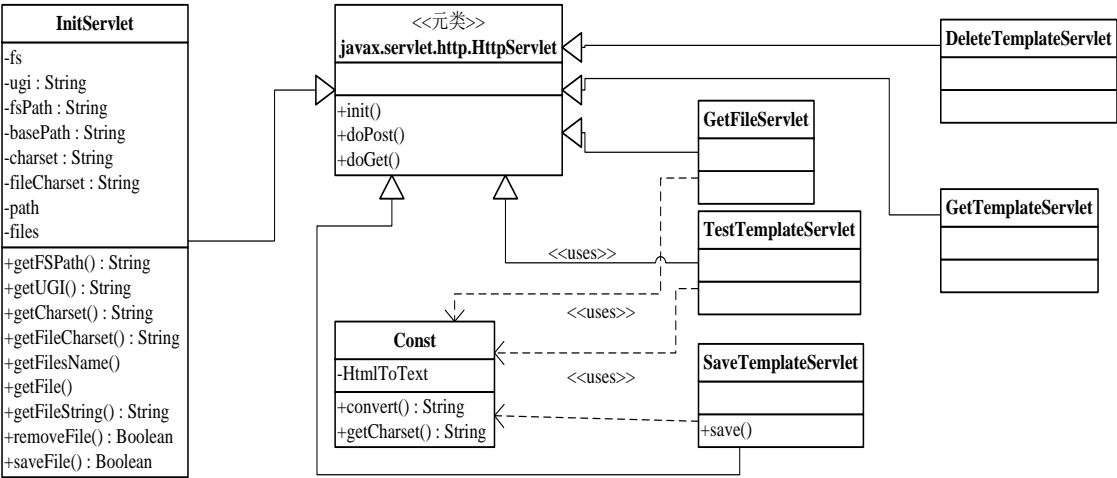 InitServlet
-fs
-ugi : String
-fsPath : String
-basePath : String
-charset : String
-fileCharset : String
-path
-files
+getFSPath() : String
+getUGI() : String
+getCharset() : String
+getFileCharset() : String
+getFilesName()
+getFile()
+getFileString() : String
+removeFile() : Boolean
+saveFile() : Boolean
<<元类>>
javax.servlet.http.HttpServlet
+init()
+doPost()
+doGet()
DeleteTemplateServlet
GetFileServlet
GetTemplateServlet
TestTemplateServlet
<<uses>>
<<uses>>
<<uses>>
Const
-HtmlToText
+convert() : String
+getCharset() : String
SaveTemplateServlet
+save()